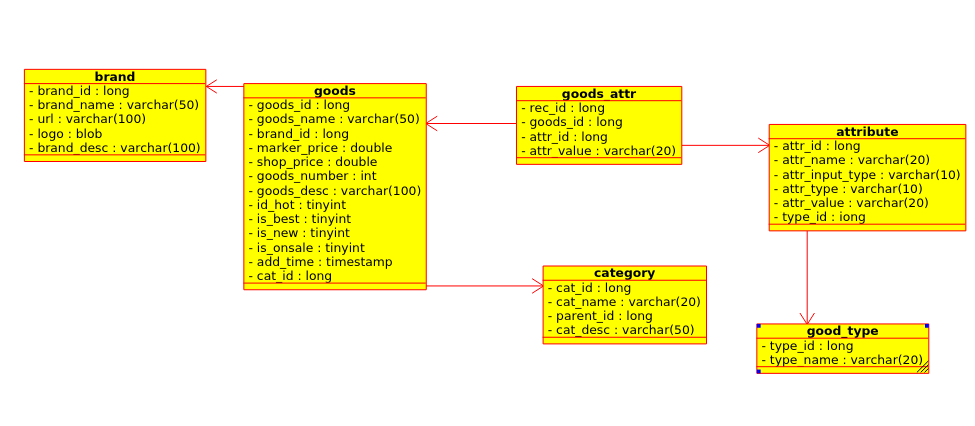 brand
- brand_id : long
- brand_name : varchar(50)
- url : varchar(100)
- logo : blob
- brand_desc : varchar(100)
goods
- goods_id : long
- goods_name : varchar(50)
- brand_id : long
- marker_price : double
- shop_price : double
- goods_number : int
- goods_desc : varchar(100)
- id_hot : tinyint
- is_best : tinyint
- is_new : tinyint
- is_onsale : tinyint
- add_time : timestamp
- cat_id : long
goods_attr
- rec_id : long
- goods_id : long
- attr_id : long
- attr_value : varchar(20)
attribute
- attr_id : long
- attr_name : varchar(20)
- attr_input_type : varchar(10)
- attr_type : varchar(10)
- attr_value : varchar(20)
- type_id : iong
category
- cat_id : long
- cat_name : varchar(20)
- parent_id : long
- cat_desc : varchar(50)
good_type
- type_id : long
- type_name : varchar(20)